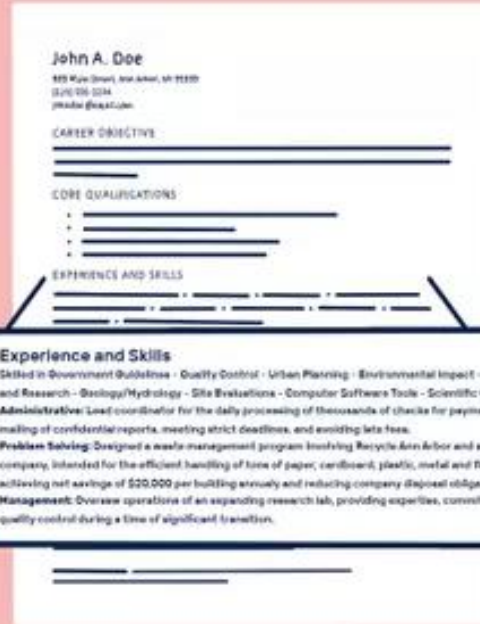 John A. Doe
Ann Arbor, MI
CAREER OBJECTIVE
CORE QUALIFICATIONS
EXPERIENCE AND SKILLS
Experience and Skills
Skilled in Government Guidelines - Quality Control - Urban Planning - Environmental Impact -
and Research - Geology/Hydrology - Site Evaluations - Computer Software Tools - Scientific
Administrative: Lead coordinator for the daily processing of thousands of checks for
mailing of confidential reports, meeting strict deadlines, and avoiding late fees.
Problem Solving: Designed a waste management program involving Recycle Ann Arbor and
company, intended for the efficient handling of tons of paper, cardboard, plastic, metal and
achieving net savings of $20,000 per building annualy and reducing company disposal
Management: Oversaw operations of an expanding research lab, providing expertise,
quality control during a time of significant transition.